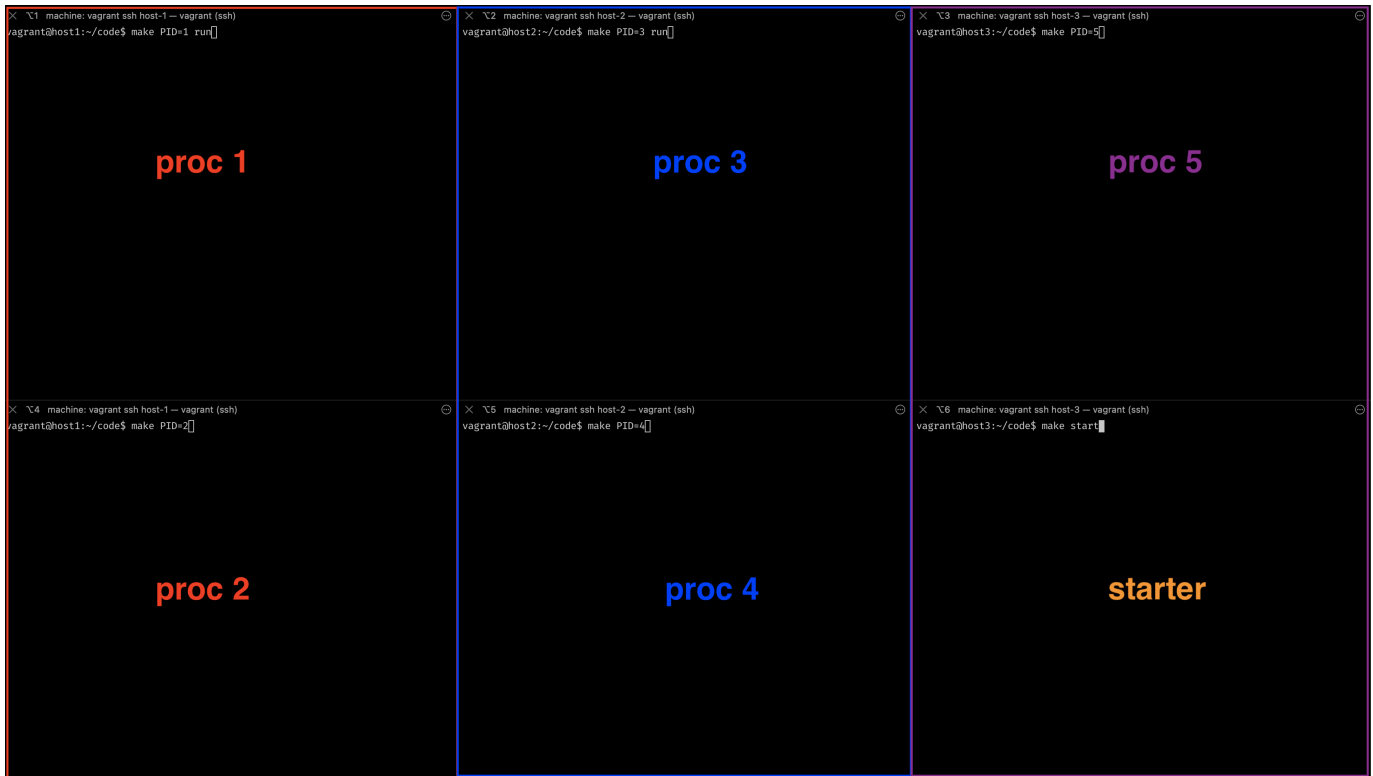 ⌥1 machine: vagrant ssh host-1 — vagrant (ssh)
vagrant@host1:~/code$ make PID=1 run
proc 1
⌥2 machine: vagrant ssh host-2 — vagrant (ssh)
vagrant@host2:~/code$ make PID=3 run
proc 3
⌥3 machine: vagrant ssh host-3 — vagrant (ssh)
vagrant@host3:~/code$ make PID=5
proc 5
⌥4 machine: vagrant ssh host-1 — vagrant (ssh)
vagrant@host1:~/code$ make PID=2
proc 2
⌥5 machine: vagrant ssh host-2 — vagrant (ssh)
vagrant@host2:~/code$ make PID=4
proc 4
⌥6 machine: vagrant ssh host-3 — vagrant (ssh)
vagrant@host3:~/code$ make start
starter